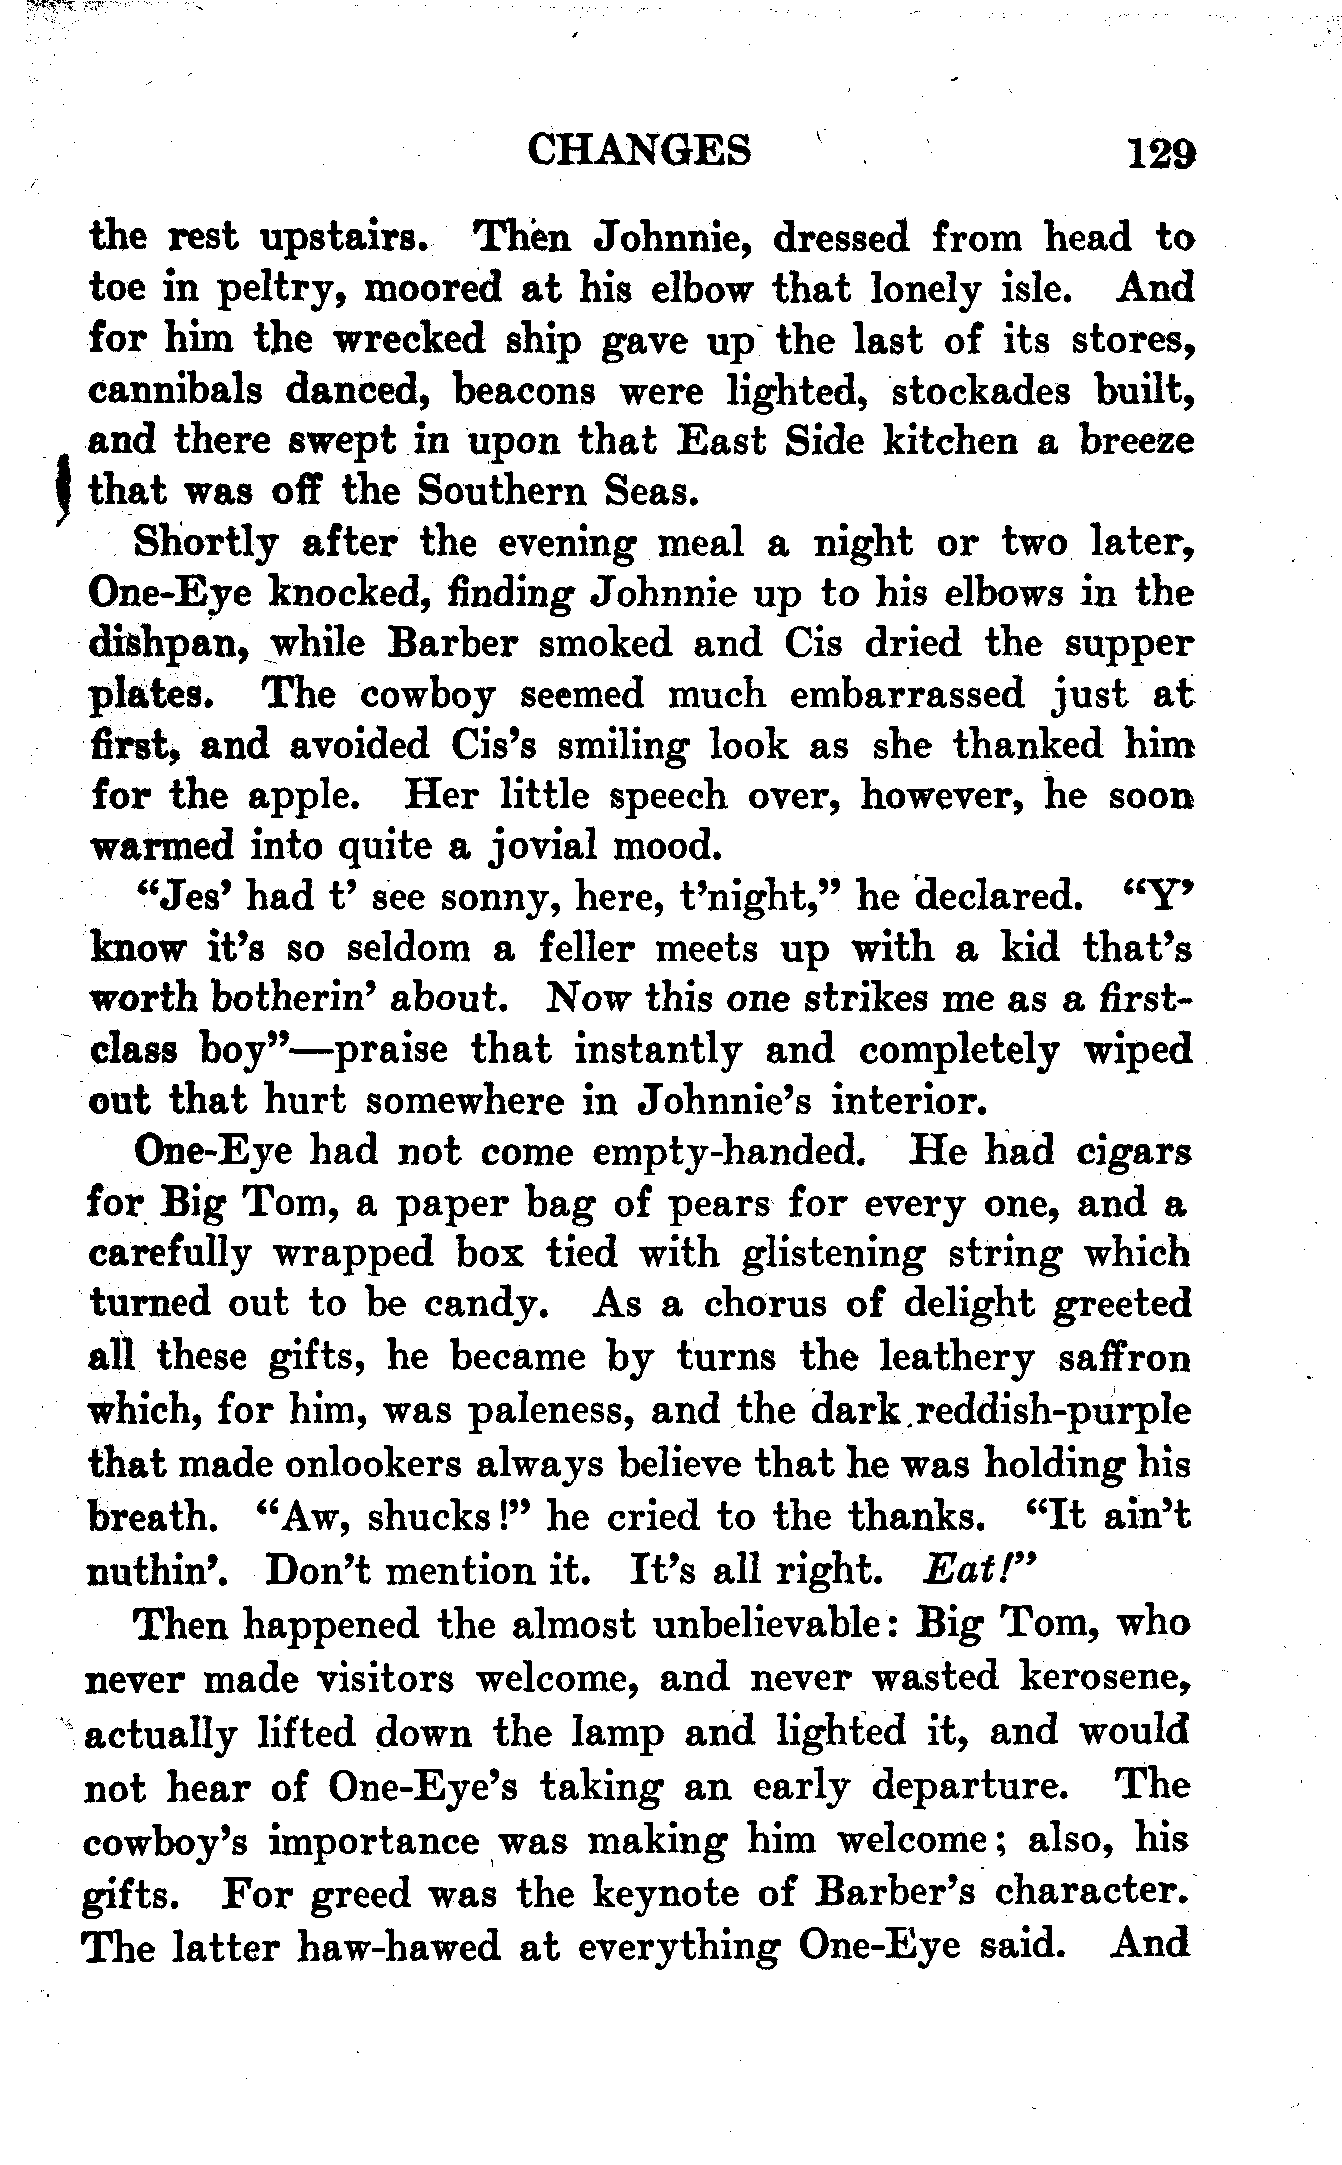 CHANGES 129
the rest upstairs. Then Johnnie, dressed from head to
toe in peltry, moored at his elbow that lonely isle. And
for him the wrecked ship gave up the last of its stores,
cannibals danced, beacons were lighted, stockades built,
and there swept in upon that East Side kitchen a breeze
that was off the Southern Seas.
Shortly after the evening meal a night or two later,
One-Eye knocked, finding Johnnie up to his elbows in the
dishpan, while Barber smoked and Cis dried the supper
plates. The cowboy seemed much embarrassed just at
first, and avoided Cis's smiling look as she thanked him
for the apple. Her little speech over, however, he soon
warmed into quite a jovial mood.
"Jes' had t' see sonny, here, t'night," he declared. "Y'
know it's so seldom a feller meets up with a kid that's
worth botherin' about. Now this one strikes me as a first-
class boy"—praise that instantly and completely wiped
out that hurt somewhere in Johnnie's interior.
One-Eye had not come empty-handed. He had cigars
for Big Tom, a paper bag of pears for every one, and a
carefully wrapped box tied with glistening string which
turned out to be candy. As a chorus of delight greeted
all these gifts, he became by turns the leathery saffron
which, for him, was paleness, and the dark reddish-purple
that made onlookers always believe that he was holding his
breath. "Aw, shucks!" he cried to the thanks. "It ain't
nuthin'. Don't mention it. It's all right. Eat!"
Then happened the almost unbelievable: Big Tom, who
never made visitors welcome, and never wasted kerosene,
actually lifted down the lamp and lighted it, and would
not hear of One-Eye's taking an early departure. The
cowboy's importance was making him welcome; also, his
gifts. For greed was the keynote of Barber's character.
The latter haw-hawed at everything One-Eye said. And